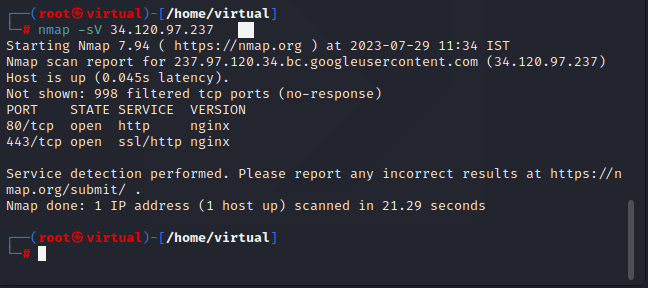 ┌──(root㉿virtual)-[/home/virtual]
└─# nmap -sV 34.120.97.237
Starting Nmap 7.94 ( https://nmap.org ) at 2023-07-29 11:34 IST
Nmap scan report for 237.97.120.34.bc.googleusercontent.com (34.120.97.237)
Host is up (0.045s latency).
Not shown: 998 filtered tcp ports (no-response)
PORT    STATE SERVICE  VERSION
80/tcp  open  http     nginx
443/tcp open  ssl/http nginx
Service detection performed. Please report any incorrect results at https://n
map.org/submit/ .
Nmap done: 1 IP address (1 host up) scanned in 21.29 seconds
┌──(root㉿virtual)-[/home/virtual]
└─#